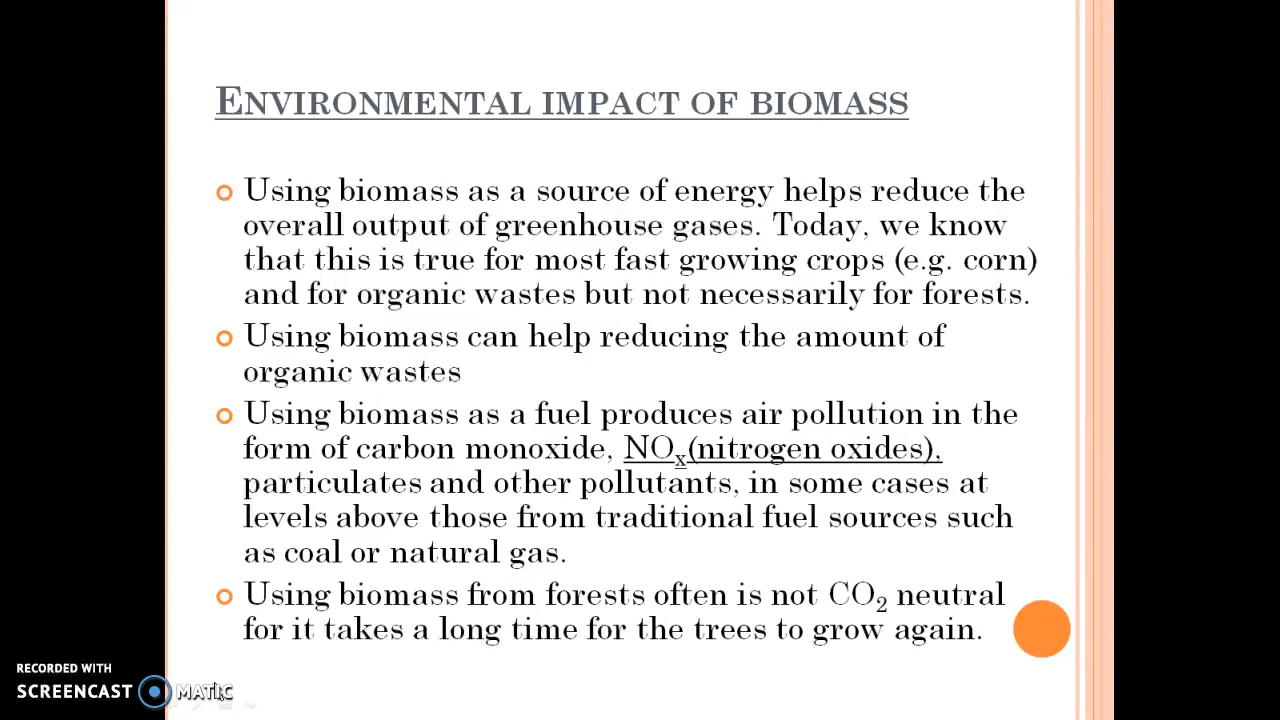 ENVIRONMENTAL IMPACT OF BIOMASS
Using biomass as a source of energy helps reduce the
overall output of greenhouse gases. Today, we know
that this is true for most fast growing crops (e.g. corn)
and for organic wastes but not necessarily for forests.
Using biomass can help reducing the amount of
organic wastes
Using biomass as a fuel produces air pollution in the
form of carbon monoxide, NOx(nitrogen oxides),
particulates and other pollutants, in some cases at
levels above those from traditional fuel sources such
as coal or natural gas.
Using biomass from forests often is not CO2 neutral
for it takes a long time for the trees to grow again.
RECORDED WITH
SCREENCAST MATIC